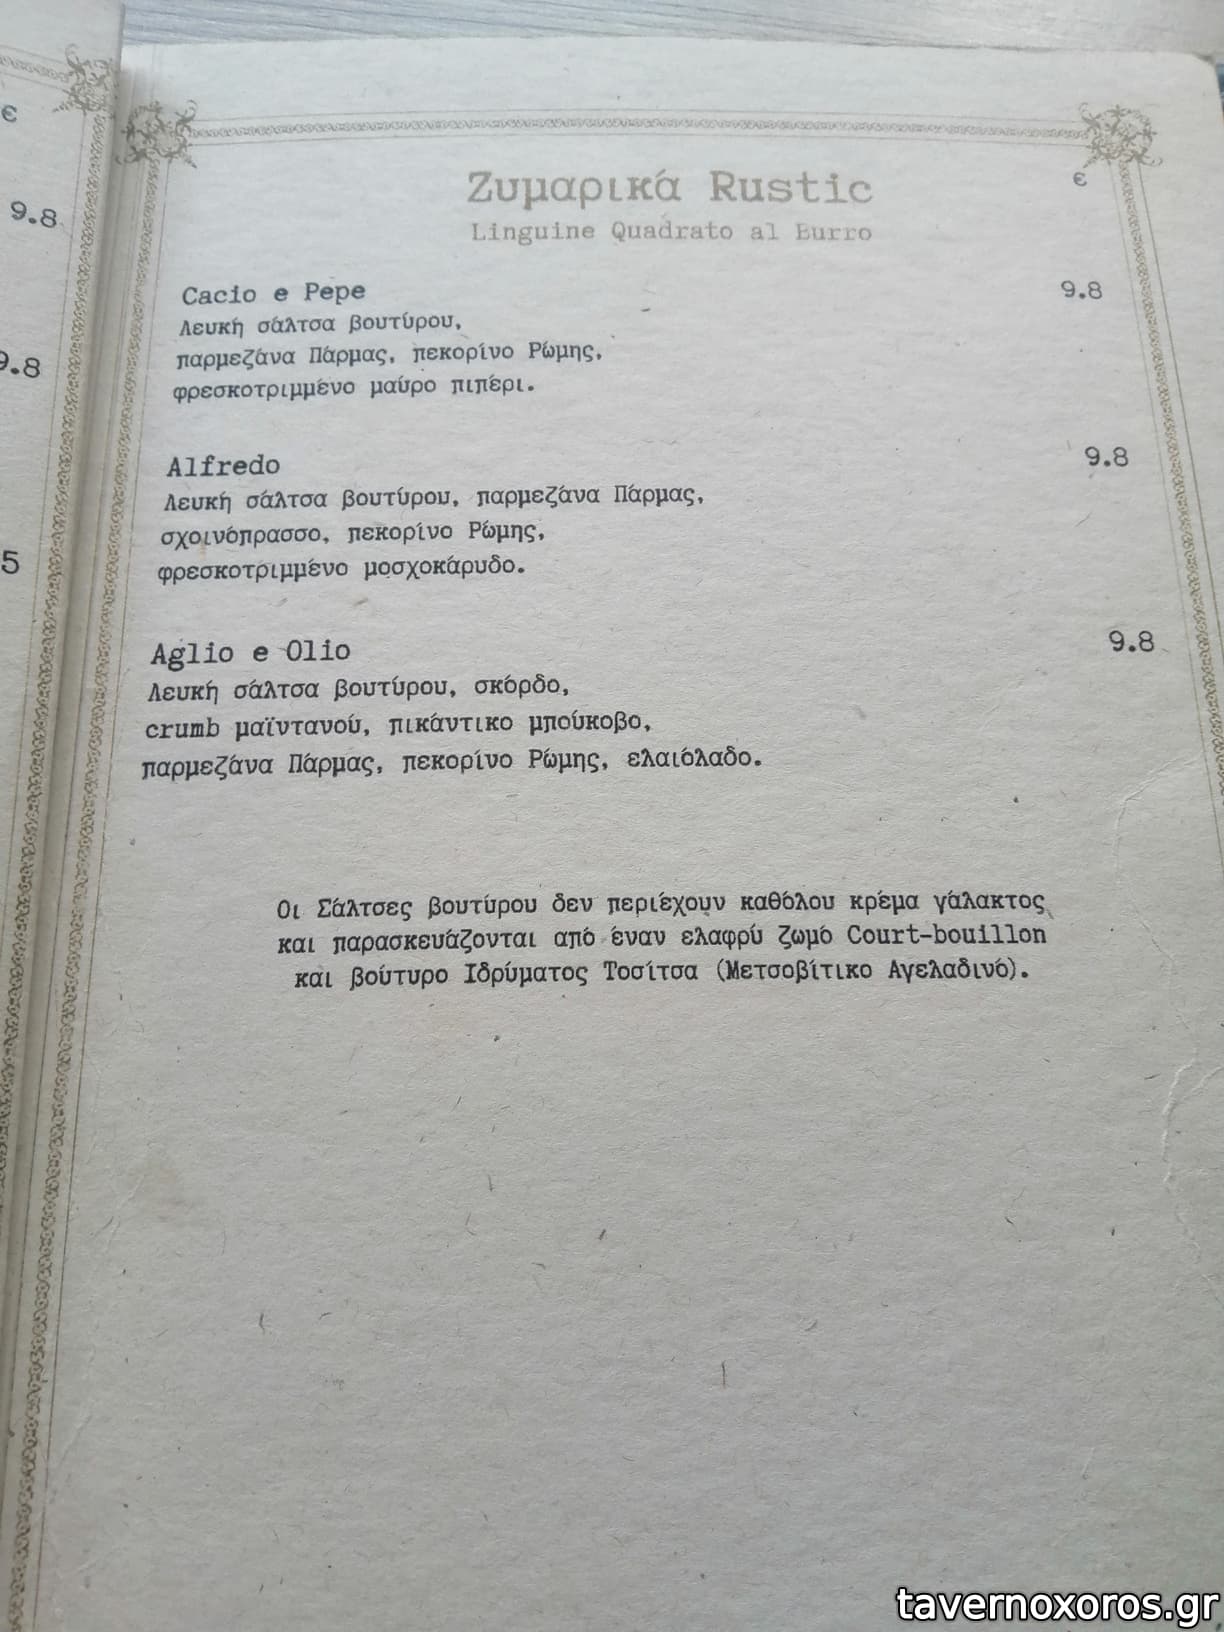 €
9.8
9.8
5
Ζυμαρικά Rustic €
Linguine Quadrato al Burro
Cacio e Pepe 9.8
Λευκή σάλτσα βουτύρου,
παρμεζάνα Πάρμας, πεκορίνο Ρώμης,
φρεσκοτριμμένο μαύρο πιπέρι.
Alfredo 9.8
Λευκή σάλτσα βουτύρου, παρμεζάνα Πάρμας,
σχοινόπρασσο, πεκορίνο Ρώμης,
φρεσκοτριμμένο μοσχοκάρυδο.
Aglio e Olio 9.8
Λευκή σάλτσα βουτύρου, σκόρδο,
crumb μαϊντανού, πικάντικο μπούκοβο,
παρμεζάνα Πάρμας, πεκορίνο Ρώμης, ελαιόλαδο.
Οι Σάλτσες βουτύρου δεν περιέχουν καθόλου κρέμα γάλακτος
και παρασκευάζονται από έναν ελαφρύ ζωμό Court-bouillon
και βούτυρο Ιδρύματος Τοσίτσα (Μετσοβίτικο Αγελαδινό).
tavernoxoros.gr